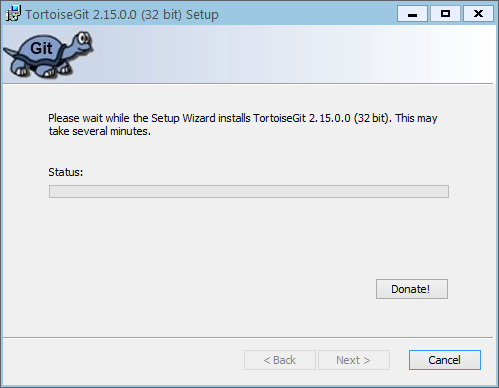 TortoiseGit 2.15.0.0 (32 bit) Setup
Git
Please wait while the Setup Wizard installs TortoiseGit 2.15.0.0 (32 bit). This may
take several minutes.
Status:
Donate!
< Back
Next >
Cancel